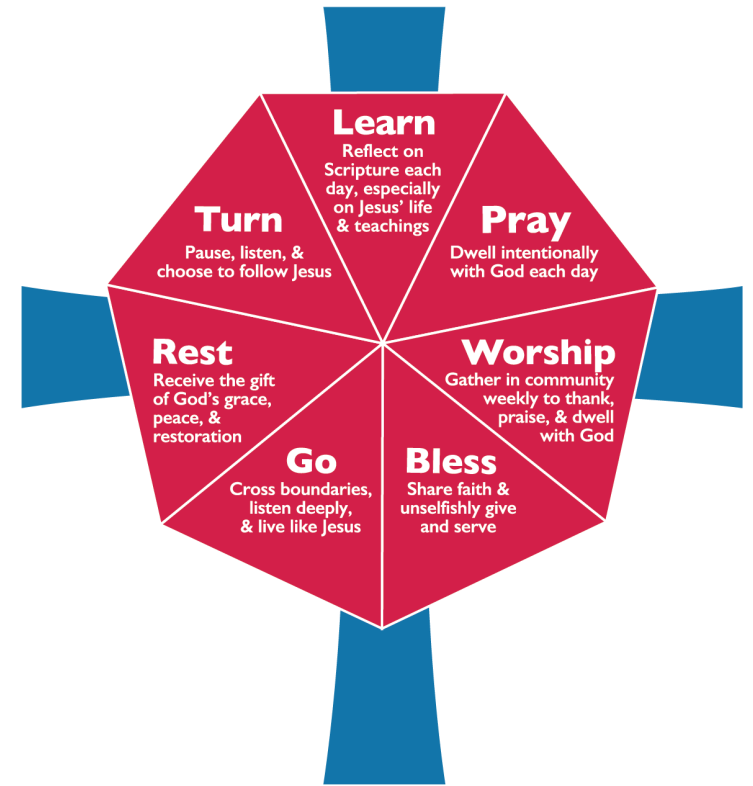 Learn
Reflect on
Scripture each
day, especially
on Jesus’ life
& teachings
Turn
Pause, listen, &
choose to follow Jesus
Pray
Dwell intentionally
with God each day
Rest
Receive the gift
of God’s grace,
peace, &
restoration
Worship
Gather in community
weekly to thank,
praise, & dwell
with God
Go
Cross boundaries,
listen deeply,
& live like Jesus
Bless
Share faith &
unselfishly give
and serve